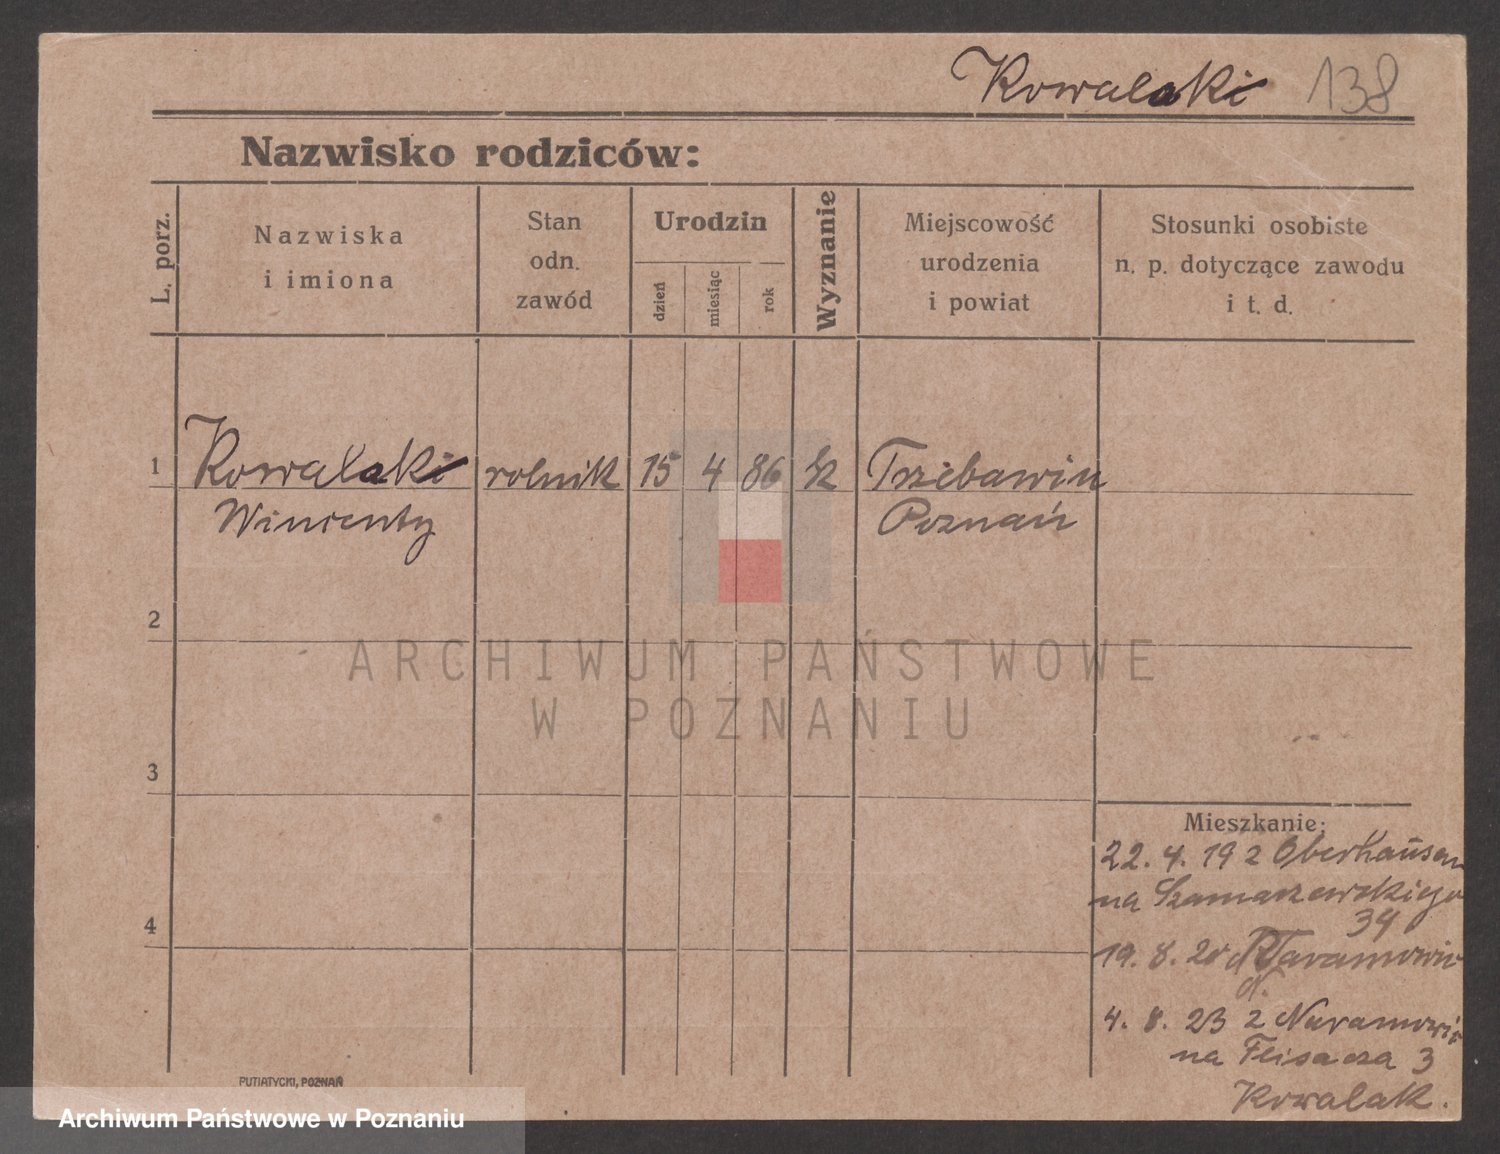 Kowalak 138
Nazwisko rodziców:
L. porz.
Nazwiska
i imiona
Stan
odn.
zawód
Urodzin
dzień
miesiąc
rok
Wyznanie
Miejscowość
urodzenia
i powiat
Stosunki osobiste
n. p. dotyczące zawodu
i t. d.
1 Kowalak rolnik 15 4 86 Trzebawin
Wincenty Poznań
2
ARCHIWUM PAŃSTWOWE
W POZNANIU
3
Mieszkanie:
22. 4. 19 z Oberhausen
na Szamarzewskiego
34
4
19. 8. 20
4. 8. 23 z Naramowic
na Flisacza 3
Kowalak.
PUTIATYCKI, POZNAŃ
Archiwum Państwowe w Poznaniu